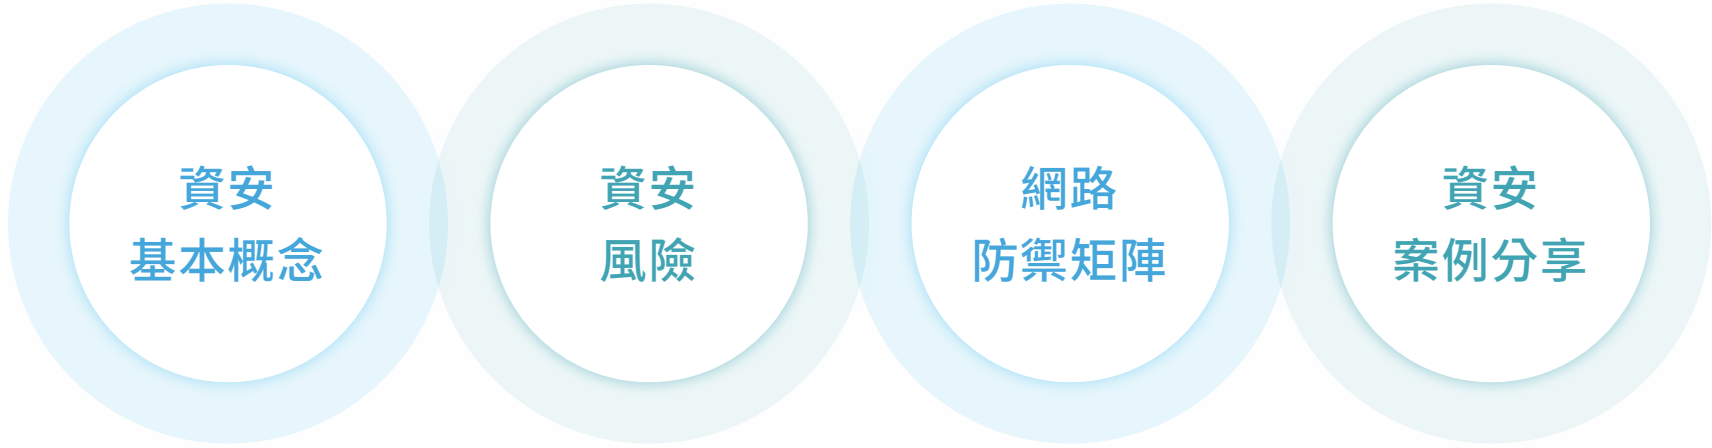 資安
基本概念
資安
風險
網路
防禦矩陣
資安
案例分享